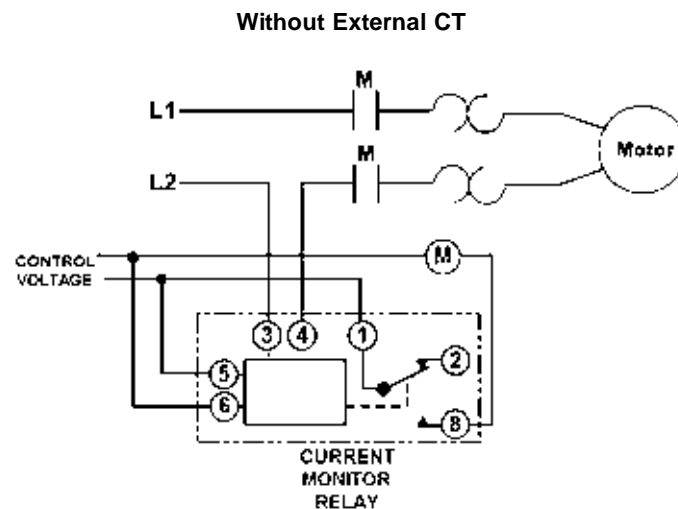 Without External CT
M
L1
M
Motor
L2
CONTROL
VOLTAGE
M
3 4 1
2
5
6
8
CURRENT
MONITOR
RELAY